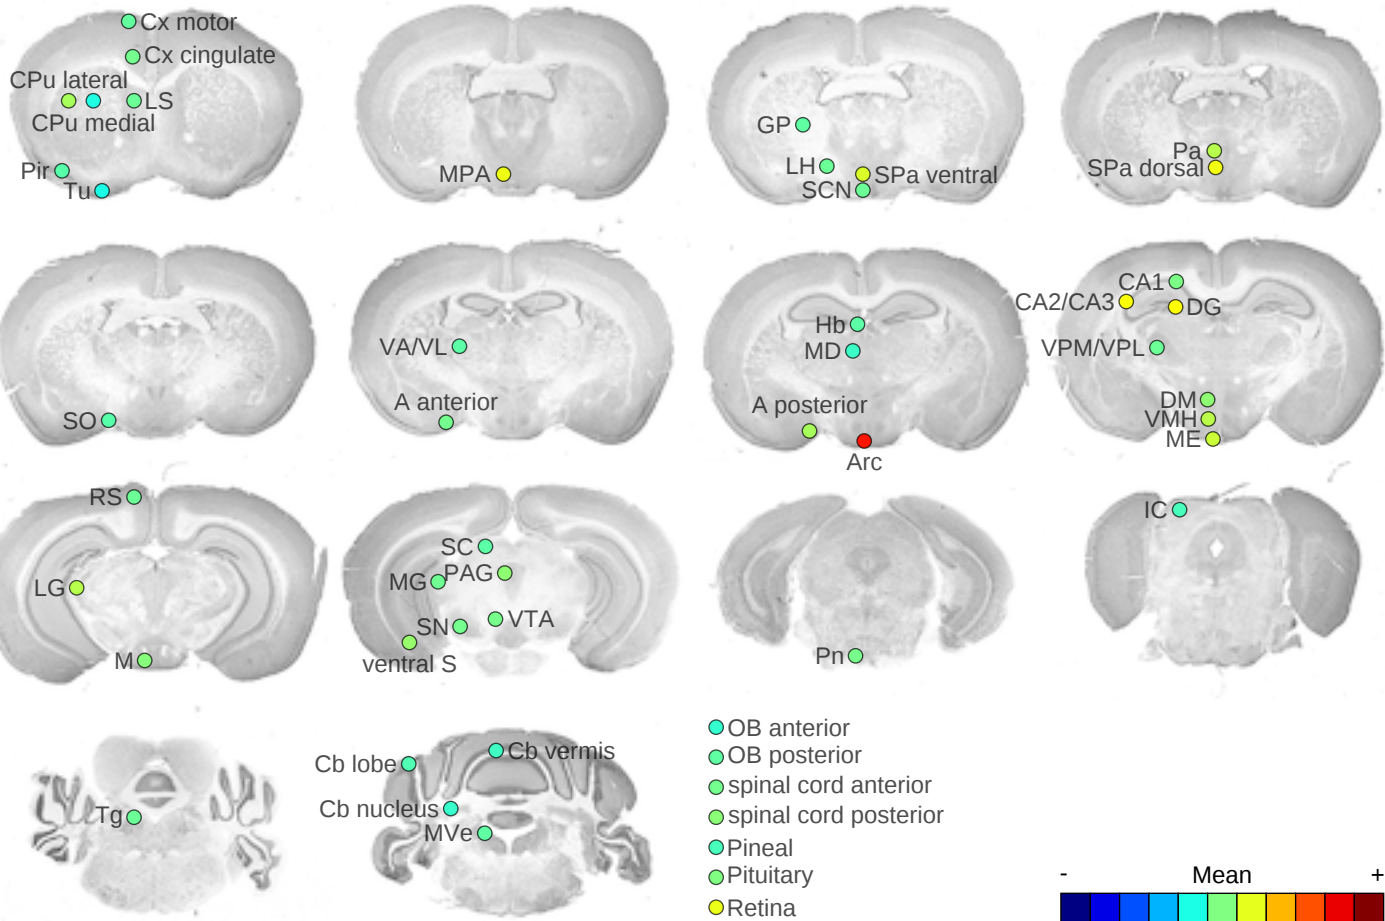 Cx motor
Cx cingulate
CPu lateral
LS
CPu medial
Pir
Tu
MPA
GP
LH
SPa ventral
SCN
Pa
SPa dorsal
SO
VA/VL
A anterior
Hb
MD
A posterior
Arc
CA1
CA2/CA3
DG
VPM/VPL
DM
VMH
ME
RS
LG
M
SC
MG
PAG
SN
VTA
ventral S
Pn
IC
Tg
Cb lobe
Cb vermis
Cb nucleus
MVe
OB anterior
OB posterior
spinal cord anterior
spinal cord posterior
Pineal
Pituitary
Retina
- Mean +